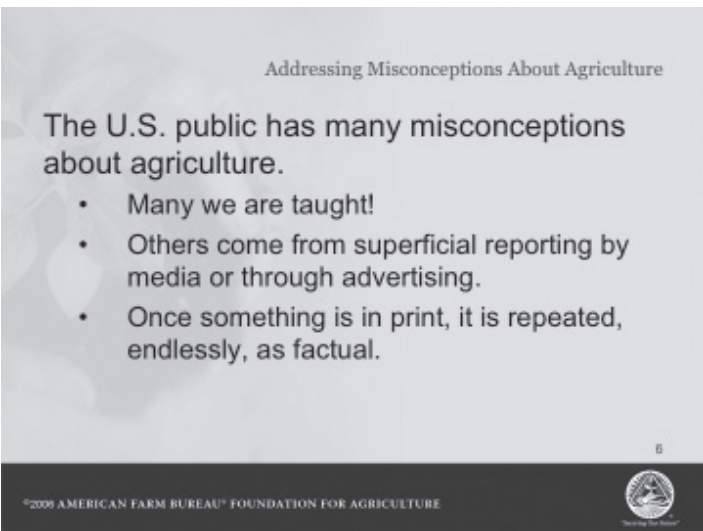 Addressing Misconceptions About Agriculture
The U.S. public has many misconceptions
about agriculture.
• Many we are taught!
• Others come from superficial reporting by
media or through advertising.
• Once something is in print, it is repeated,
endlessly, as factual.
6
AMERICAN FARM BUREAU® FOUNDATION FOR AGRICULTURE